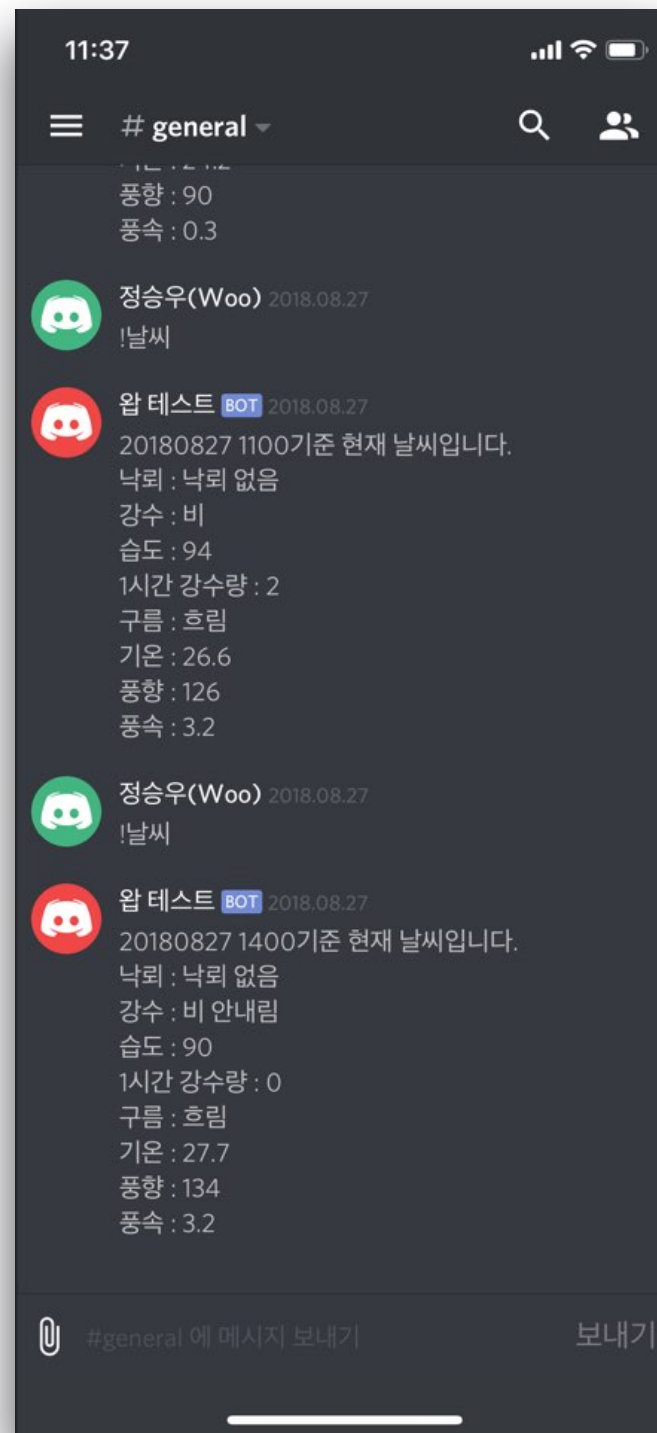 11:37
# general
풍향 : 90
풍속 : 0.3
정승우(Woo) 2018.08.27
!날씨
왑 테스트 BOT 2018.08.27
20180827 1100기준 현재 날씨입니다.
낙뢰 : 낙뢰 없음
강수 : 비
습도 : 94
1시간 강수량 : 2
구름 : 흐림
기온 : 26.6
풍향 : 126
풍속 : 3.2
정승우(Woo) 2018.08.27
!날씨
왑 테스트 BOT 2018.08.27
20180827 1400기준 현재 날씨입니다.
낙뢰 : 낙뢰 없음
강수 : 비 안내림
습도 : 90
1시간 강수량 : 0
구름 : 흐림
기온 : 27.7
풍향 : 134
풍속 : 3.2
#general 에 메시지 보내기
보내기